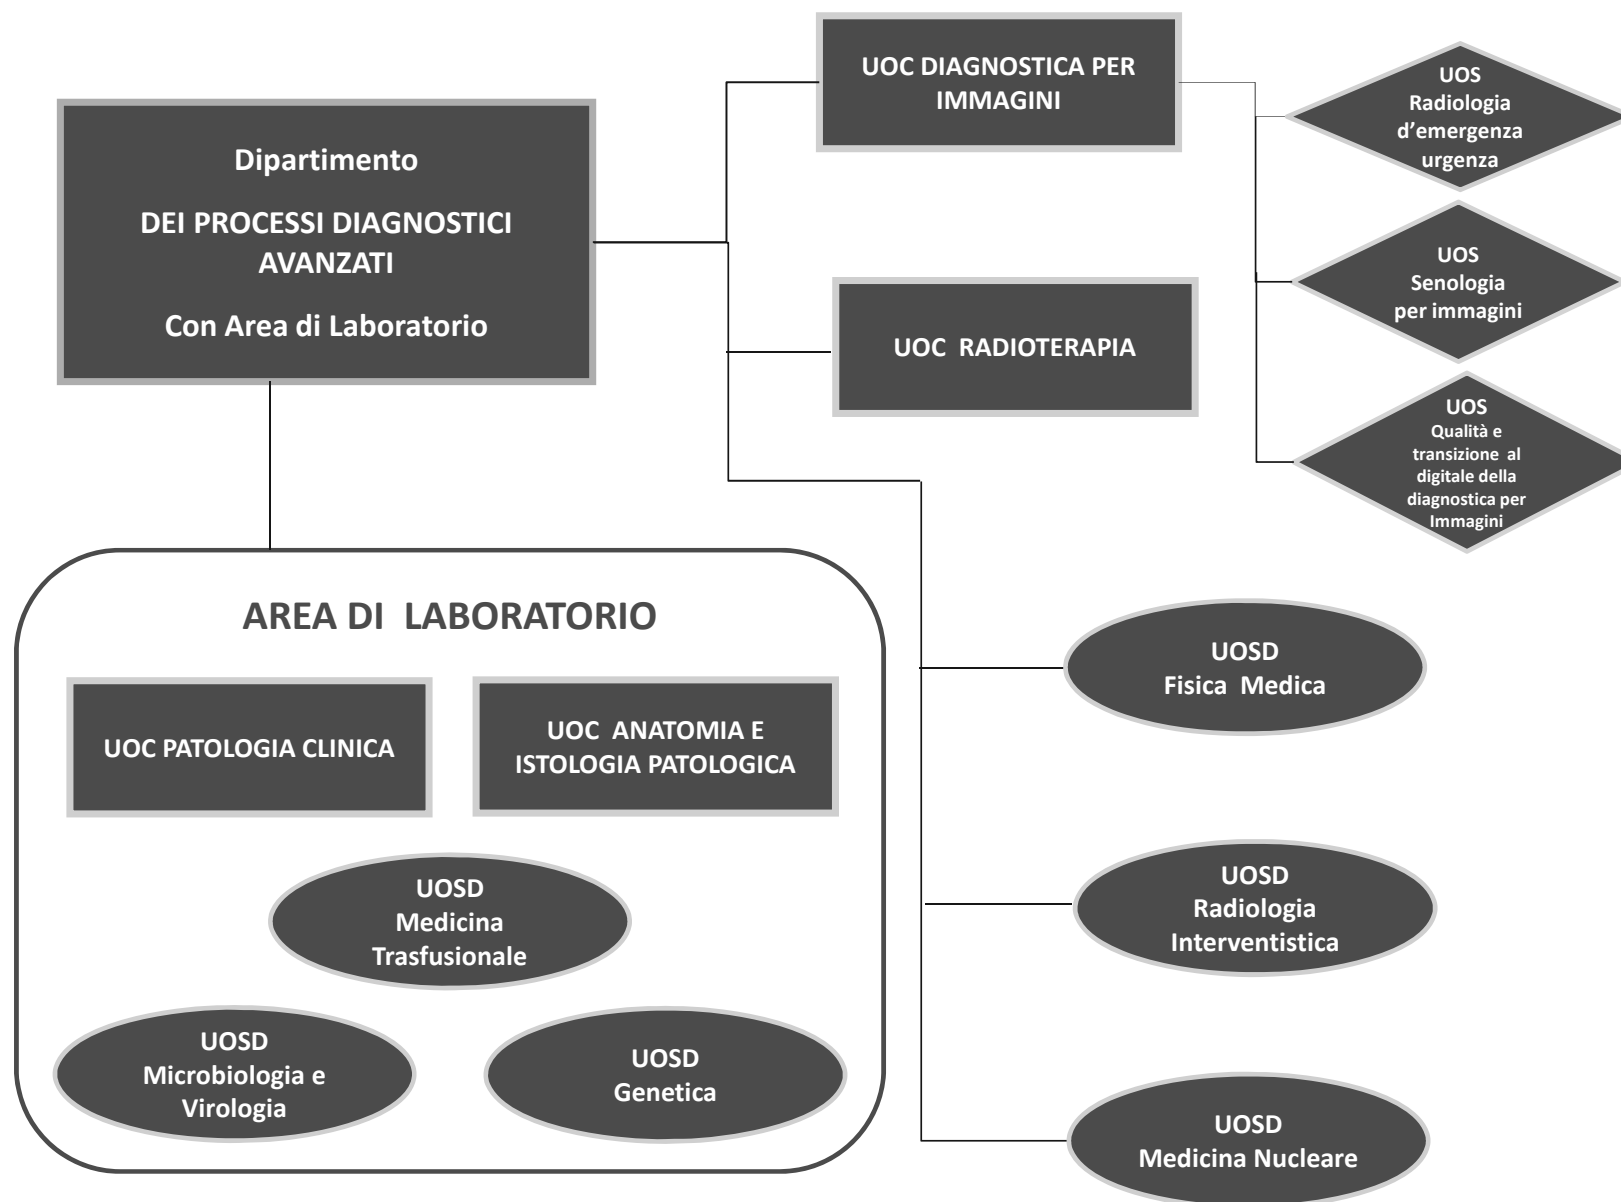 Dipartimento
DEI PROCESSI DIAGNOSTICI
AVANZATI
Con Area di Laboratorio
UOC DIAGNOSTICA PER
IMMAGINI
UOS
Radiologia
d’emergenza
urgenza
UOS
Senologia
per immagini
UOC RADIOTERAPIA
UOS
Qualità e
transizione al
digitale della
diagnostica per
Immagini
AREA DI LABORATORIO
UOC PATOLOGIA CLINICA
UOC ANATOMIA E
ISTOLOGIA PATOLOGICA
UOSD
Medicina
Trasfusionale
UOSD
Microbiologia e
Virologia
UOSD
Genetica
UOSD
Fisica Medica
UOSD
Radiologia
Interventistica
UOSD
Medicina Nucleare